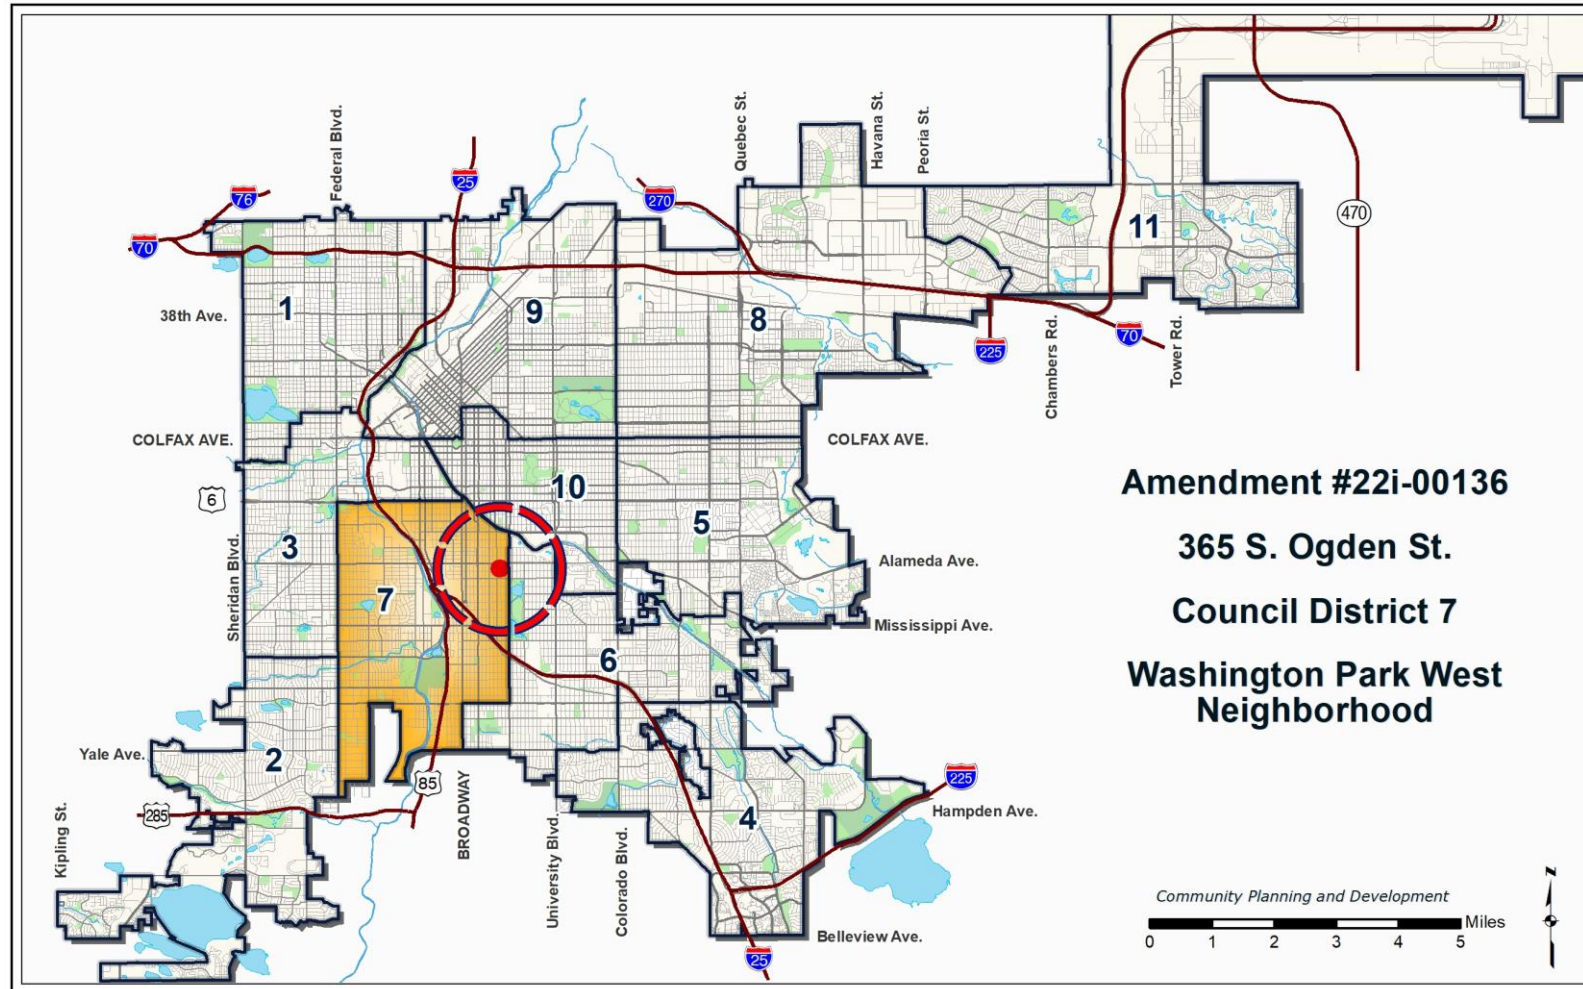 Federal Blvd.
Quebec St.
Havana St.
Peoria St.
76
25
270
70
470
11
1
9
8
38th Ave.
225
70
Chambers Rd.
Tower Rd.
COLFAX AVE.
COLFAX AVE.
6
10
5
3
Sheridan Blvd.
7
Alameda Ave.
Mississippi Ave.
6
Amendment #22i-00136
365 S. Ogden St.
Council District 7
Washington Park West
Neighborhood
Yale Ave.
2
85
285
225
Kipling St.
BROADWAY
University Blvd.
Colorado Blvd.
4
Hampden Ave.
Belleview Ave.
25
Community Planning and Development
Miles
0 1 2 3 4 5
N